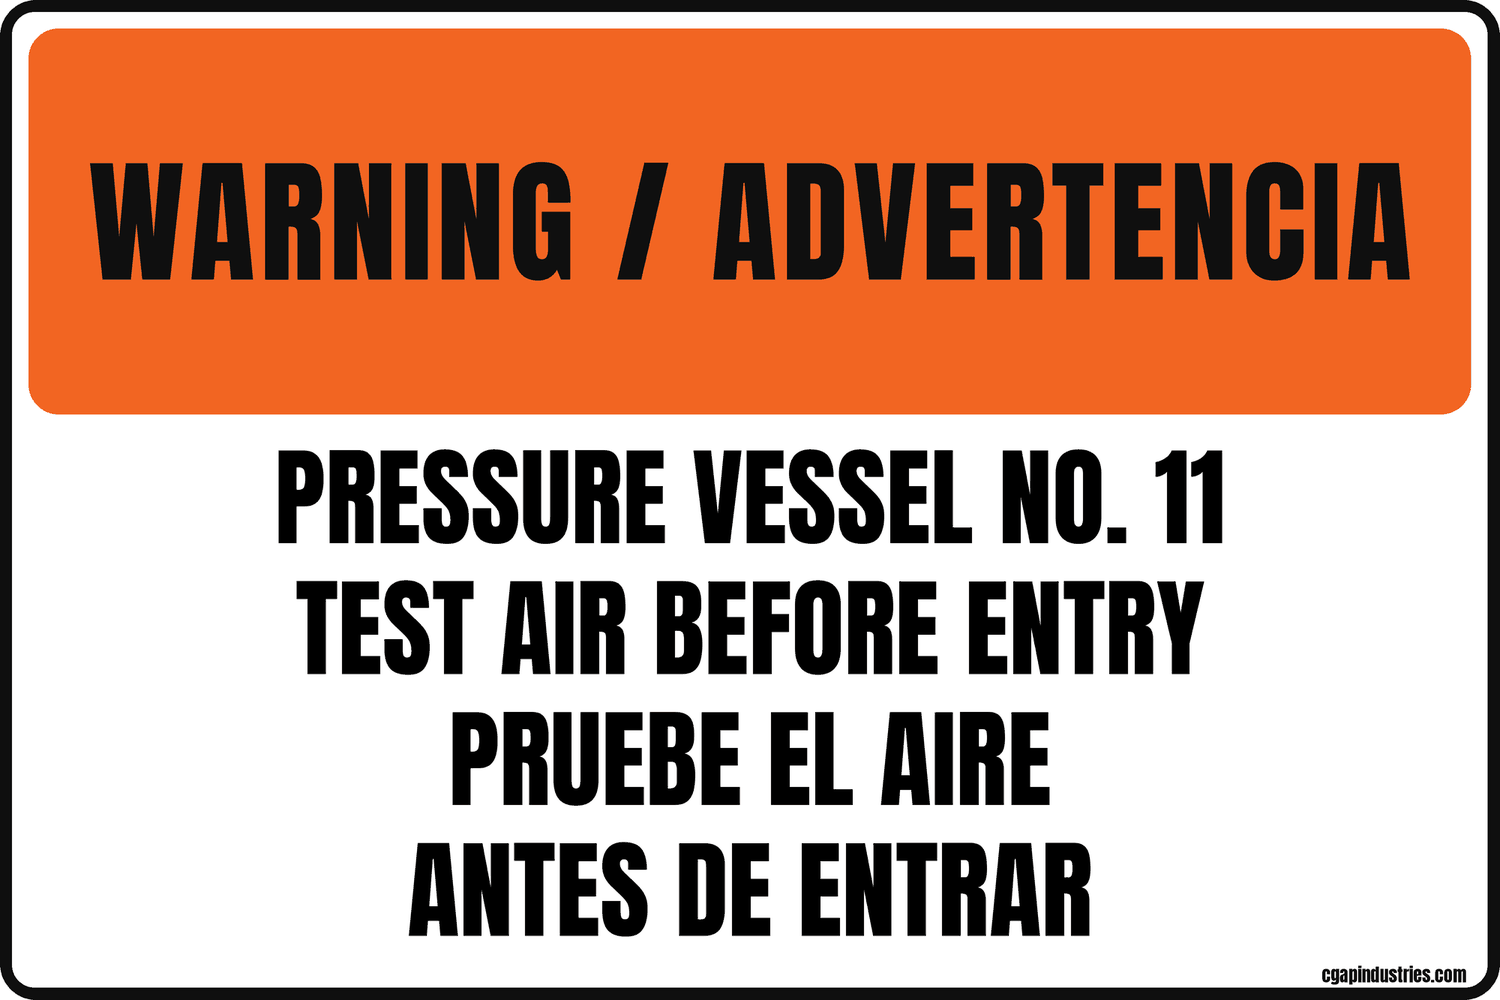 WARNING / ADVERTENCIA
PRESSURE VESSEL NO. 11
TEST AIR BEFORE ENTRY
PRUEBE EL AIRE
ANTES DE ENTRAR
cgapindustries.com